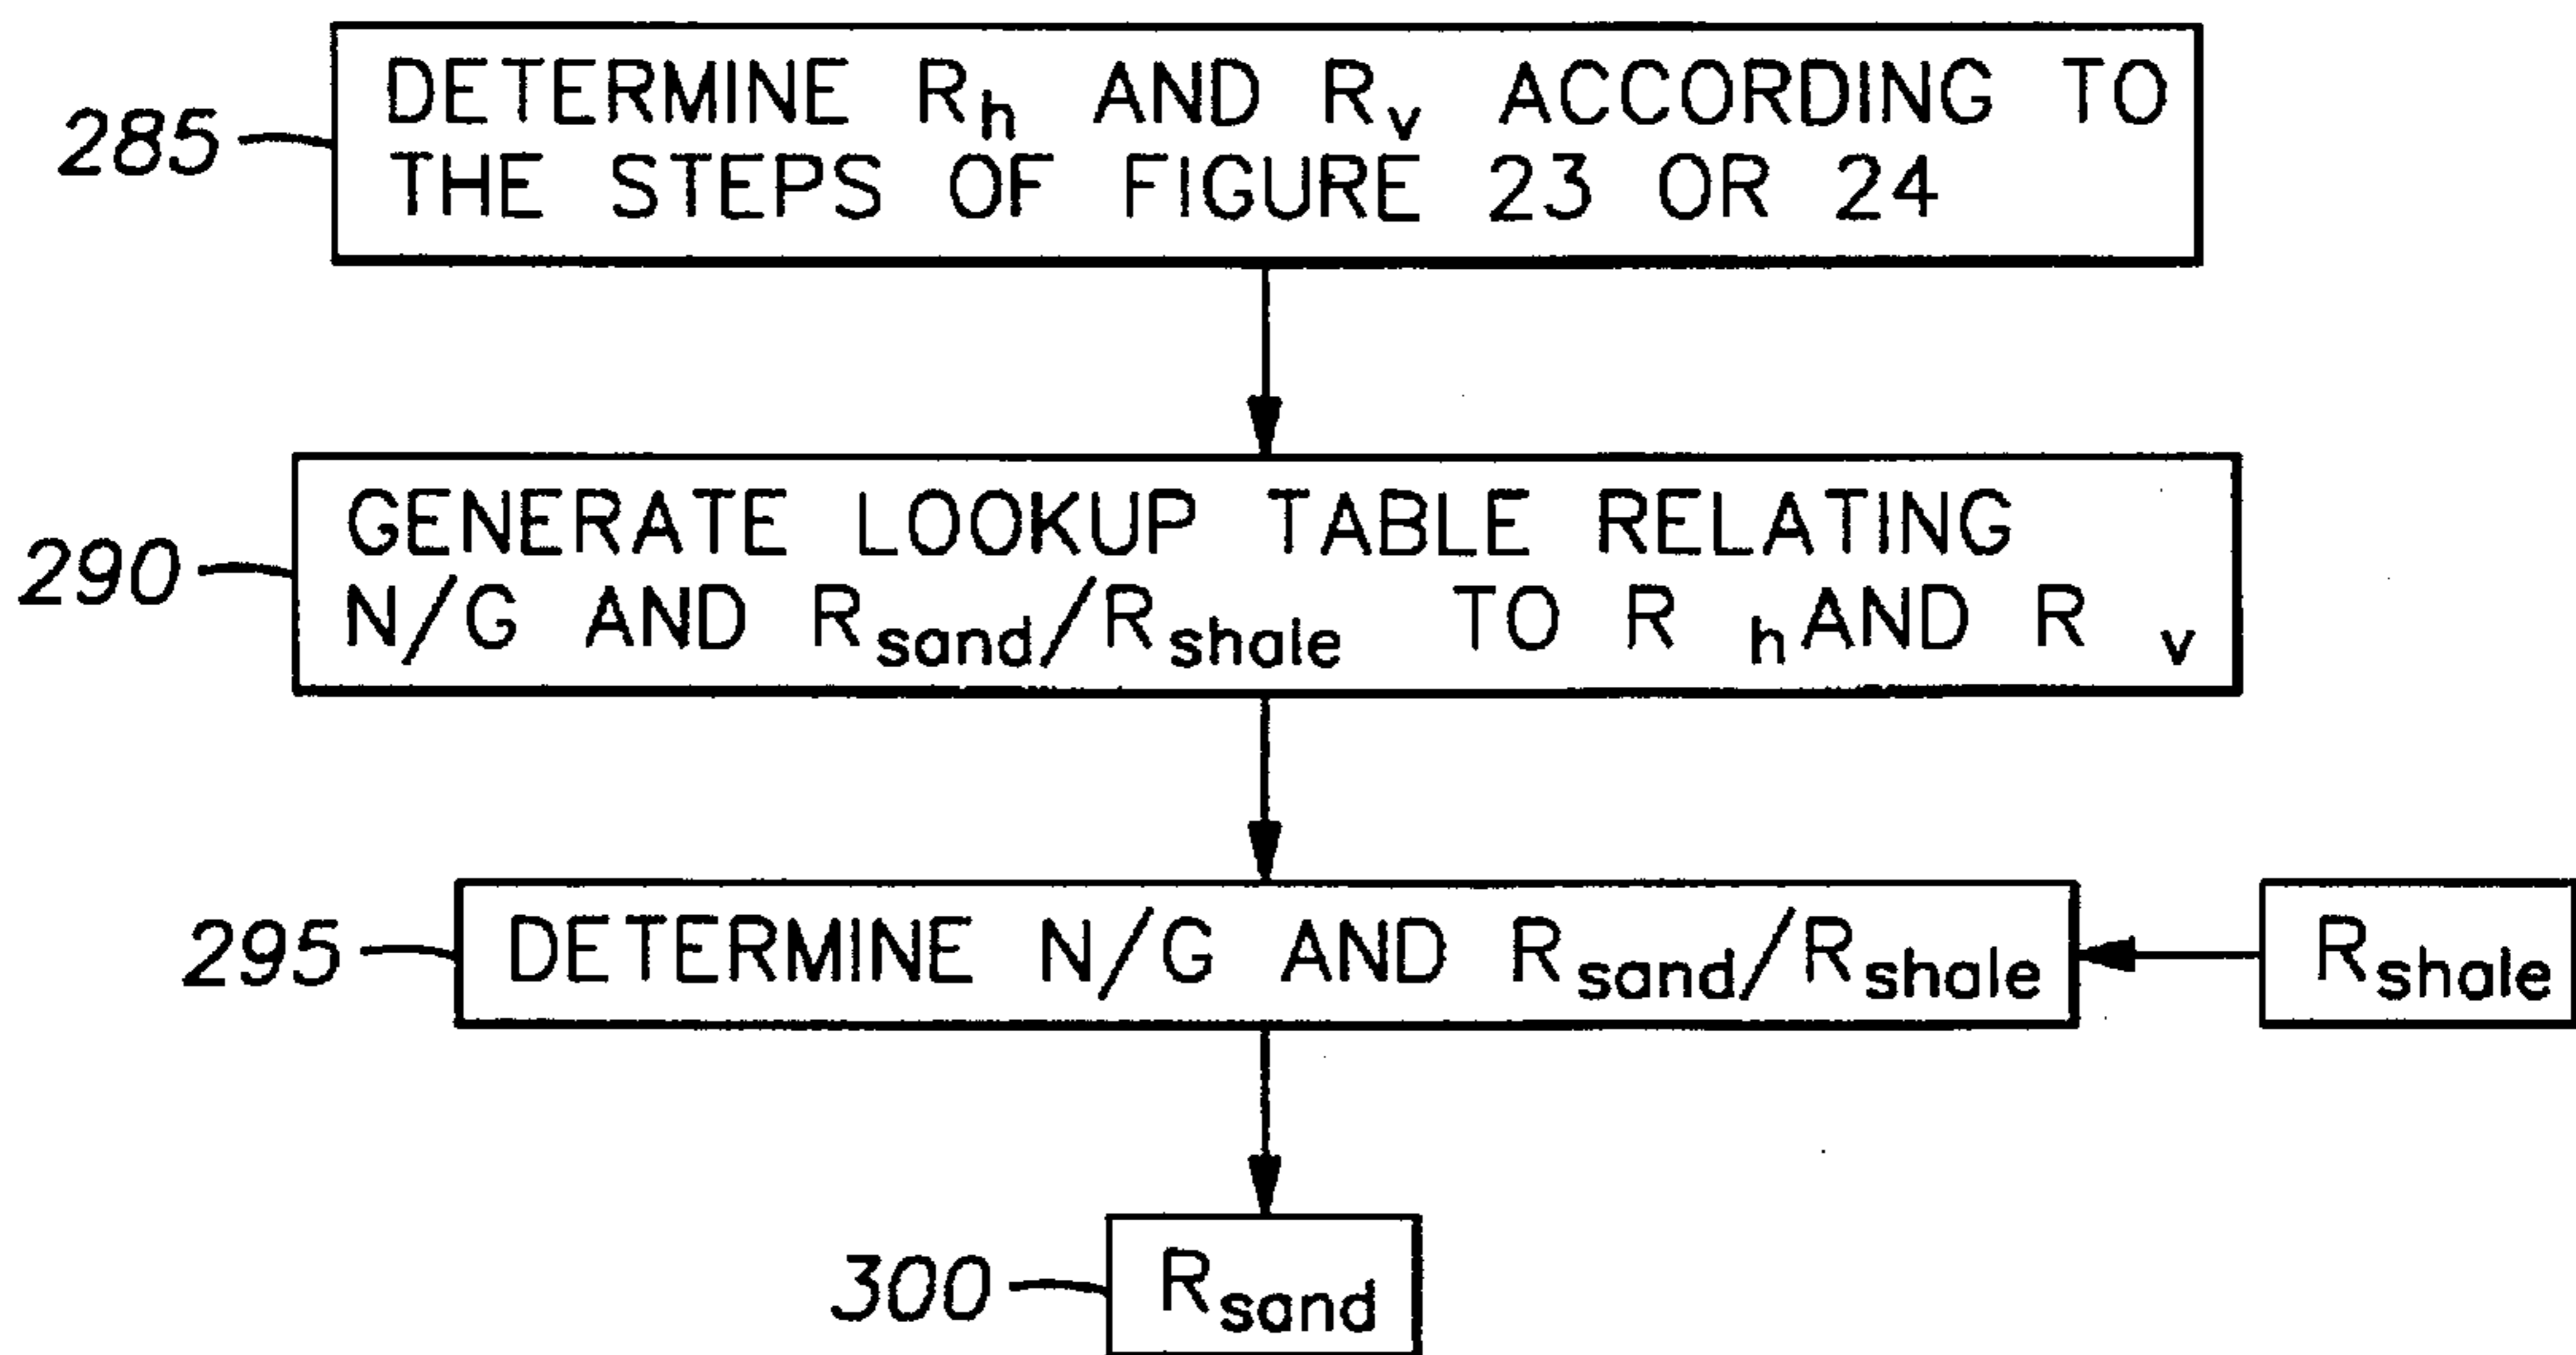 285
DETERMINE Rh AND Rv ACCORDING TO
THE STEPS OF FIGURE 23 OR 24
290
GENERATE LOOKUP TABLE RELATING
N/G AND Rsand/Rshale TO R h AND R v
295
DETERMINE N/G AND Rsand/Rshale
Rshale
300
Rsand